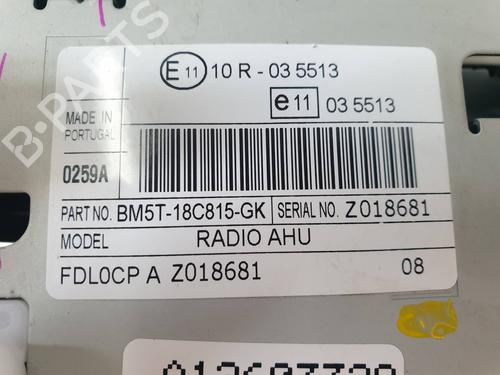 E 11 10 R - 03 5513
e 11 03 5513
MADE IN
PORTUGAL
0259A
PART NO. BM5T-18C815-GK SERIAL NO. Z018681
MODEL RADIO AHU
FDL0CP A Z018681 08
B-PARTS